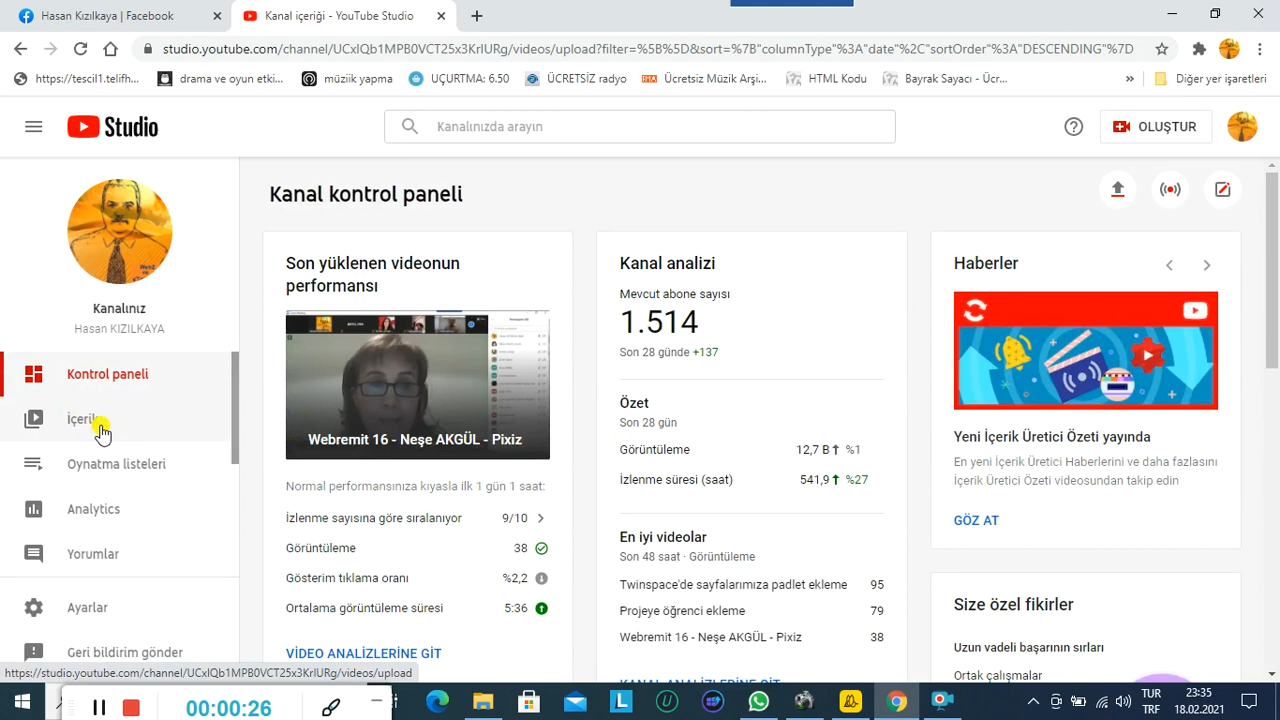 Hasan Kızılkaya | Facebook
Kanal içeriği - YouTube Studio
studio.youtube.com/channel/UCxIQb1MPB0VCT25x3KrIURg/videos/upload?filter=%5B%5D&sort=%7B"columnType"%3A"date"%2C"sortOrder"%3A"DESCENDING"%7D
https://tescil1.telifh...
drama ve oyun etki...
müziik yapma
UÇURTMA: 6.50
ÜCRETSİZ radyo
Ücretsiz Müzik Arşi...
HTML Kodu
Bayrak Sayacı - Ücr...
»
Diğer yer işaretleri
Studio
Kanalınızda arayın
OLUŞTUR
Kanalınız
Hasan KIZILKAYA
Kontrol paneli
İçerik
Oynatma listeleri
Analytics
Yorumlar
Ayarlar
Geri bildirim gönder
Kanal kontrol paneli
Son yüklenen videonun
performansı
Webremit 16 - Neşe AKGÜL - Pixiz
Normal performansınıza kıyasla ilk 1 gün 1 saat:
İzlenme sayısına göre sıralanıyor 9/10
Görüntüleme 38
Gösterim tıklama oranı %2,2
Ortalama görüntüleme süresi 5:36
VİDEO ANALİZLERİNE GİT
Kanal analizi
Mevcut abone sayısı
1.514
Son 28 günde +137
Özet
Son 28 gün
Görüntüleme 12,7 B %1
İzlenme süresi (saat) 541,9 %27
En iyi videolar
Son 48 saat · Görüntüleme
Twinspace'de sayfalarımıza padlet ekleme 95
Projeye öğrenci ekleme 79
Webremit 16 - Neşe AKGÜL - Pixiz 38
KANAL ANALİZLERİNE GİT
Haberler
Yeni İçerik Üretici Özeti yayında
En yeni İçerik Üretici Haberlerini ve daha fazlasını
İçerik Üretici Özeti videosundan takip edin
GÖZ AT
Size özel fikirler
Uzun vadeli başarının sırları
Ortak çalışmalar
https://studio.youtube.com/channel/UCxIQb1MPB0VCT25x3KrIURg/videos/upload
00:00:26
TUR
TRF
23:35
18.02.2021